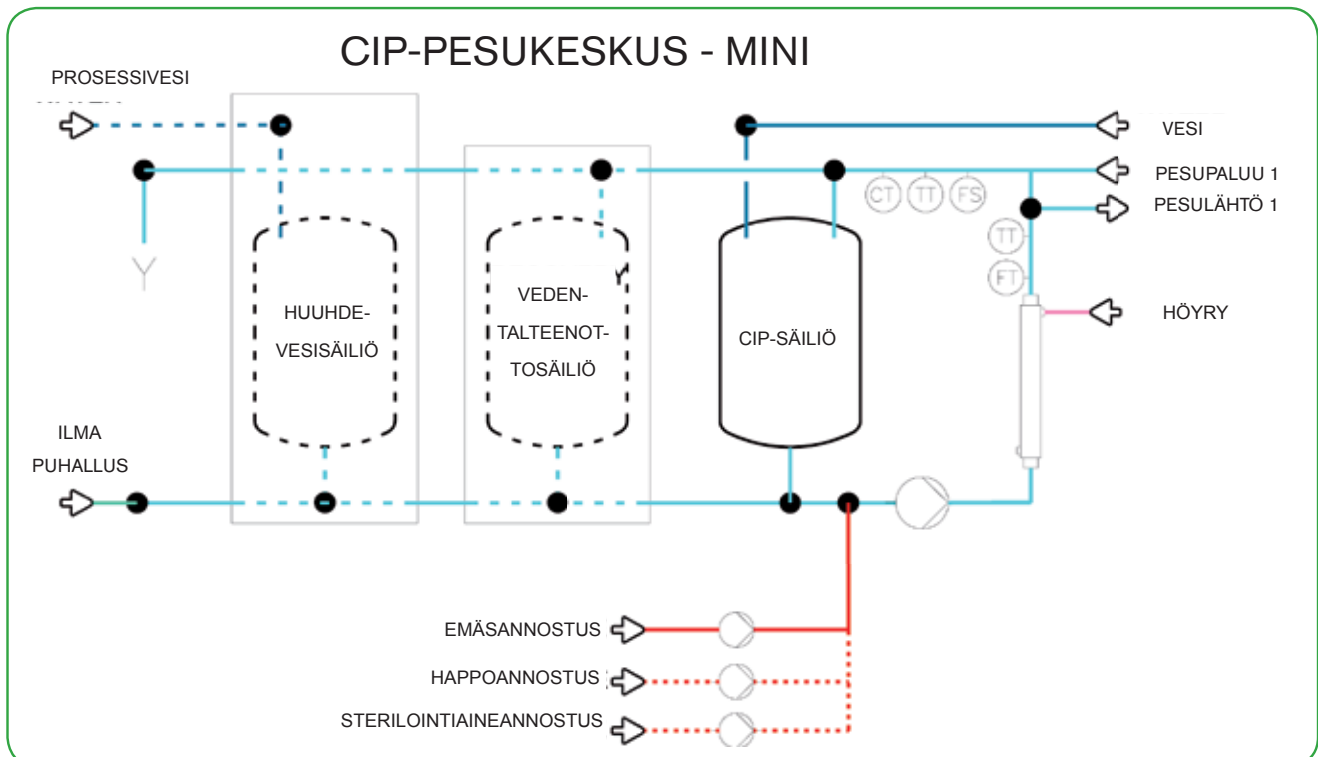 CIP-PESUKESKUS - MINI
PROSESSIVESI
VESI
PESUPALUU 1
PESULÄHTÖ 1
CT
TT
FS
TT
FT
HÖYRY
HUUHDE-
VESISÄILIÖ
VEDEN-
TALTEENOT-
TOSÄILIÖ
CIP-SÄILIÖ
ILMA
PUHALLUS
EMÄSANNOSTUS
HAPPOANNOSTUS
STERILOINTIAINEANNOSTUS